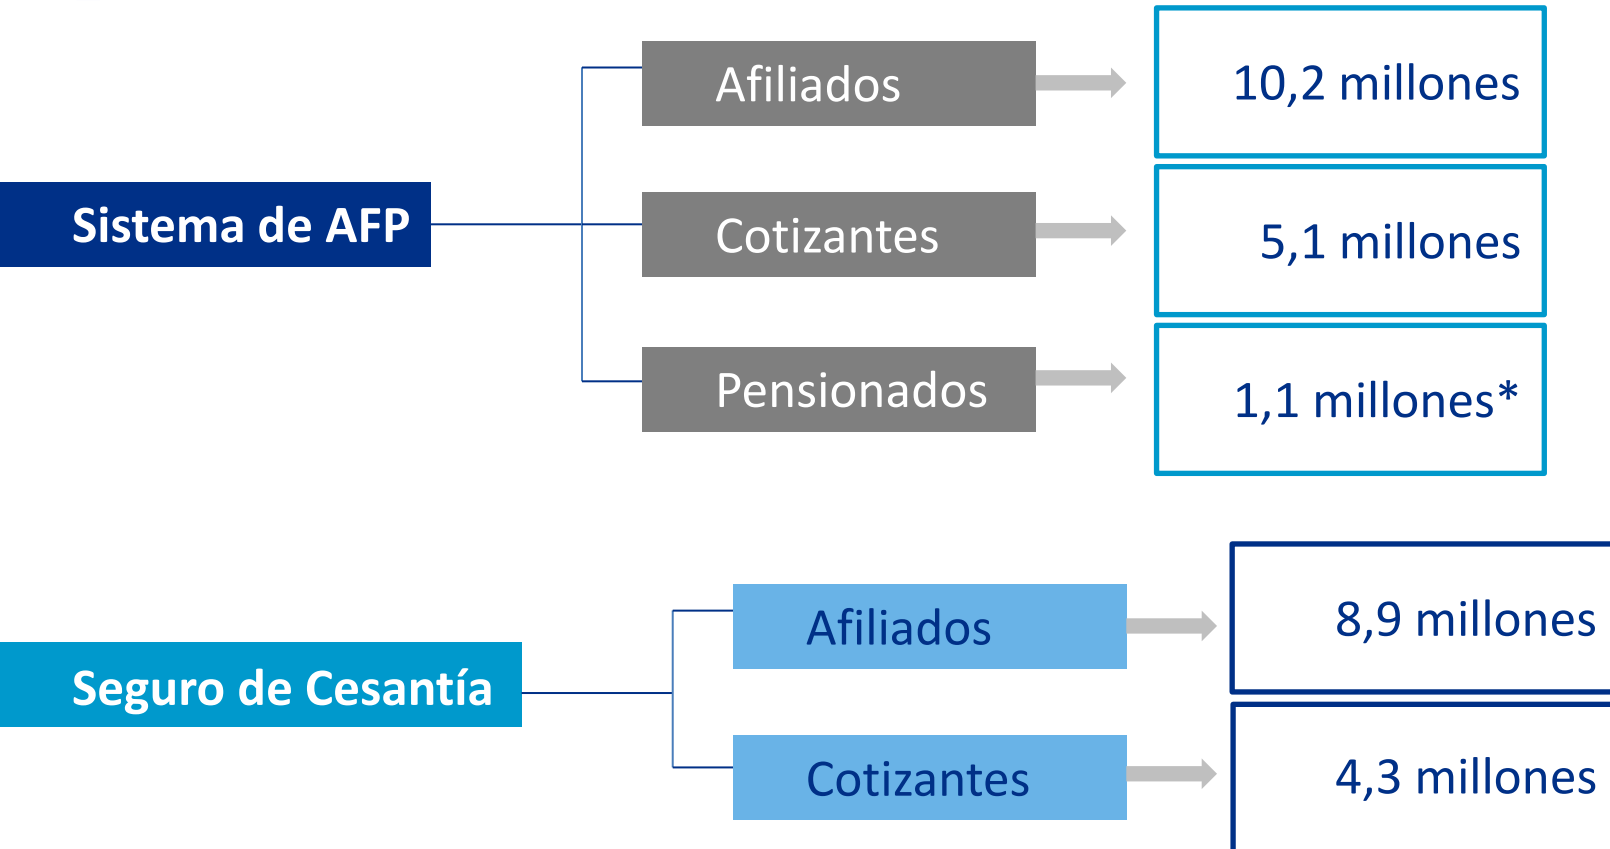 Sistema de AFP
Afiliados
10,2 millones
Cotizantes
5,1 millones
Pensionados
1,1 millones*
Seguro de Cesantía
Afiliados
8,9 millones
Cotizantes
4,3 millones